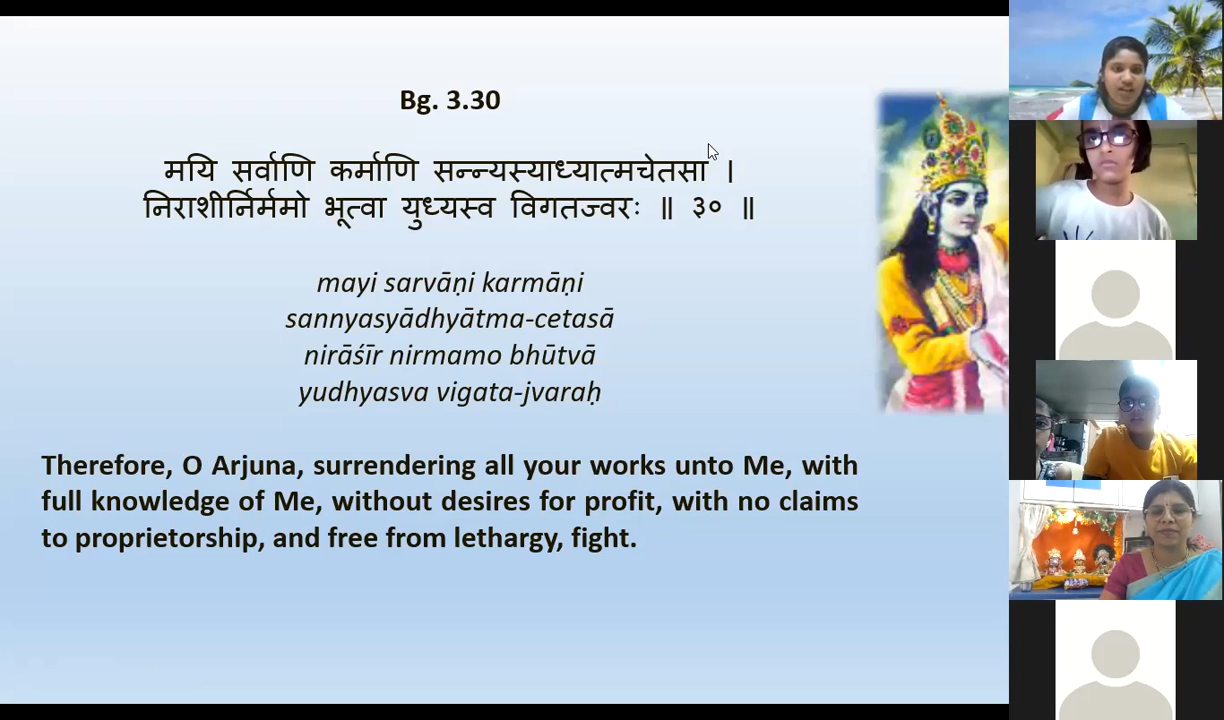 Bg. 3.30
मयि सर्वाणि कर्माणि सन्न्यस्याध्यात्मचेतसा ।
निराशीर्निर्ममो भूत्वा युध्यस्व विगतज्वरः ॥ ३० ॥
mayi sarvāṇi karmāṇi
sannyasyādhyātma-cetasā
nirāśīr nirmamo bhūtvā
yudhyasva vigata-jvaraḥ
Therefore, O Arjuna, surrendering all your works unto Me, with
full knowledge of Me, without desires for profit, with no claims
to proprietorship, and free from lethargy, fight.